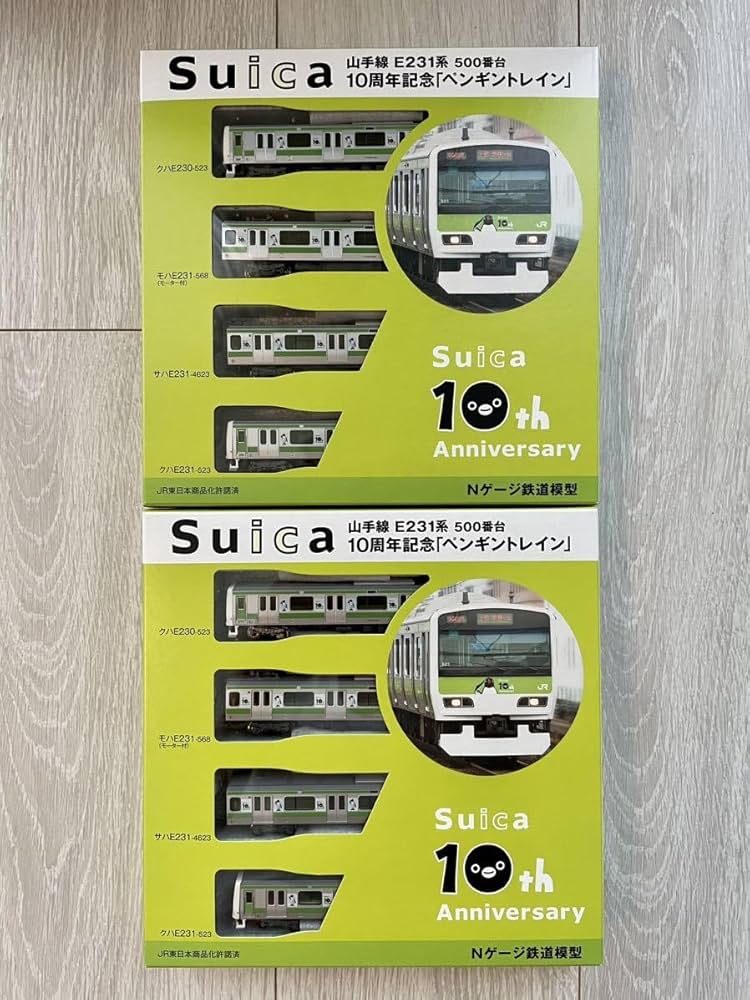 Suica
山手線 E231系 500番台
10周年記念「ペンギントレイン」
クハE230-523
モハE231-568
(モーター付)
サハE231-4623
クハE231-523
JR
Suica
10th
Anniversary
JR東日本商品化許諾済
Nゲージ鉄道模型
Suica
山手線 E231系 500番台
10周年記念「ペンギントレイン」
クハE230-523
モハE231-568
(モーター付)
サハE231-4623
クハE231-523
JR
Suica
10th
Anniversary
JR東日本商品化許諾済
Nゲージ鉄道模型